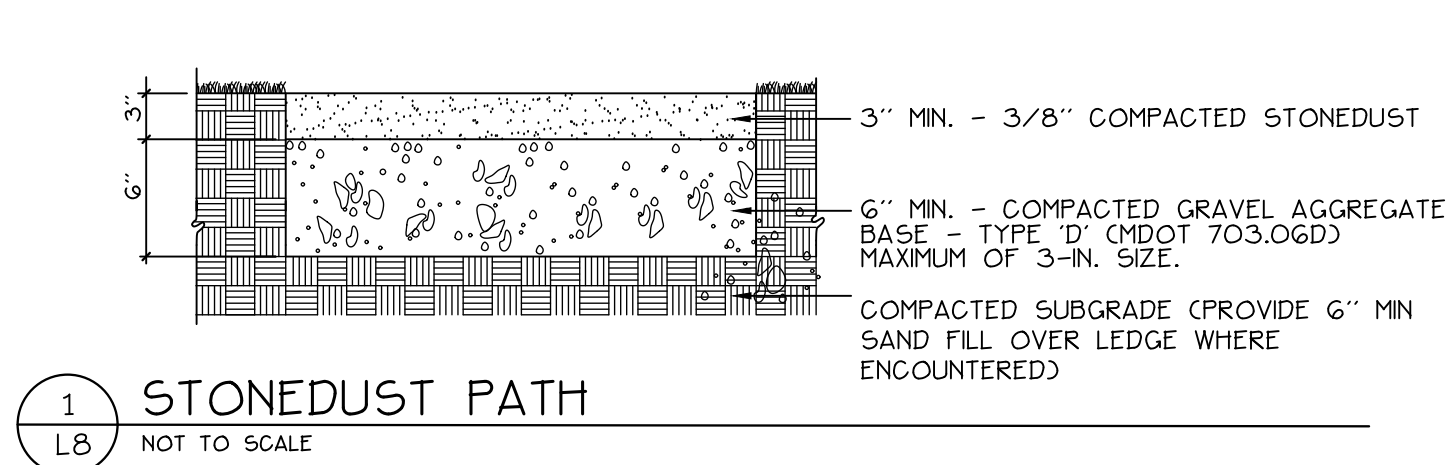 3" 3" MIN. - 3/8" COMPACTED STONEDUST
6" 6" MIN. - COMPACTED GRAVEL AGGREGATE
BASE - TYPE 'D' (MDOT 703.06D)
MAXIMUM OF 3-IN. SIZE.
COMPACTED SUBGRADE (PROVIDE 6" MIN
SAND FILL OVER LEDGE WHERE
ENCOUNTERED)
1 STONEDUST PATH
L8 NOT TO SCALE